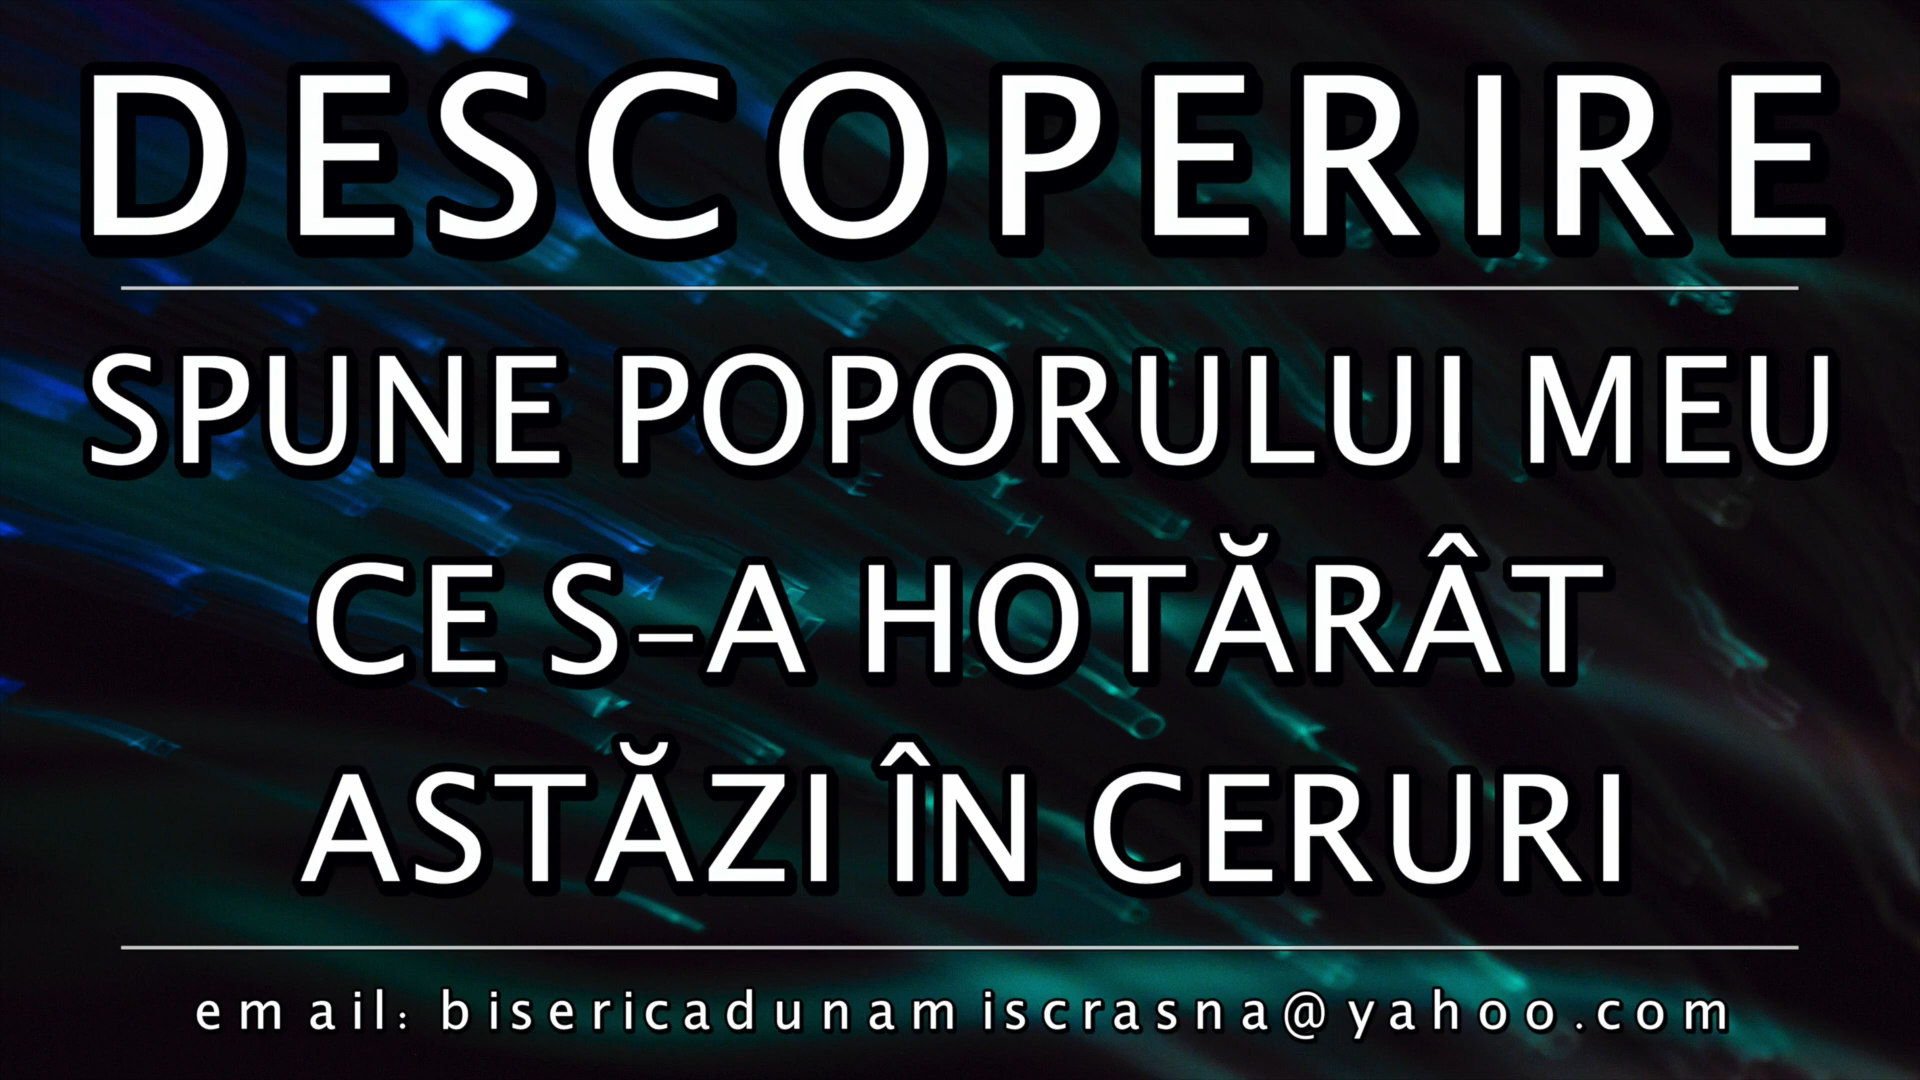 DESCOPERIRE
SPUNE POPORULUI MEU
CE S-A HOTĂRÂT
ASTĂZI ÎN CERURI
email: bisericadunamiscrasna@yahoo.com